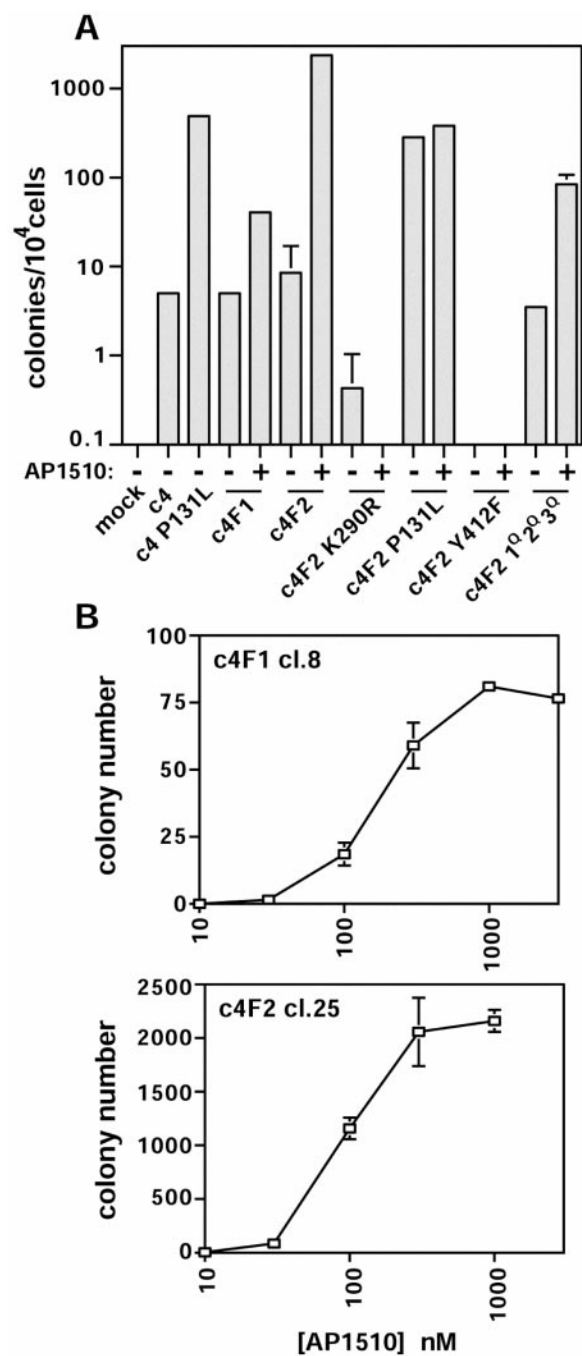 A
colonies/10⁴cells
1000
100
10
1
0.1
AP1510: - - - - + - + - + - + - + - +
mock
c4
c4 P131L
c4F1
c4F2
c4F2 K290R
c4F2 P131L
c4F2 Y412F
c4F2 1Q2Q3Q
B
c4F1 cl.8
colony number
100
75
50
25
0
10
100
1000
c4F2 cl.25
colony number
2500
2000
1500
1000
500
0
10
100
1000
[AP1510] nM